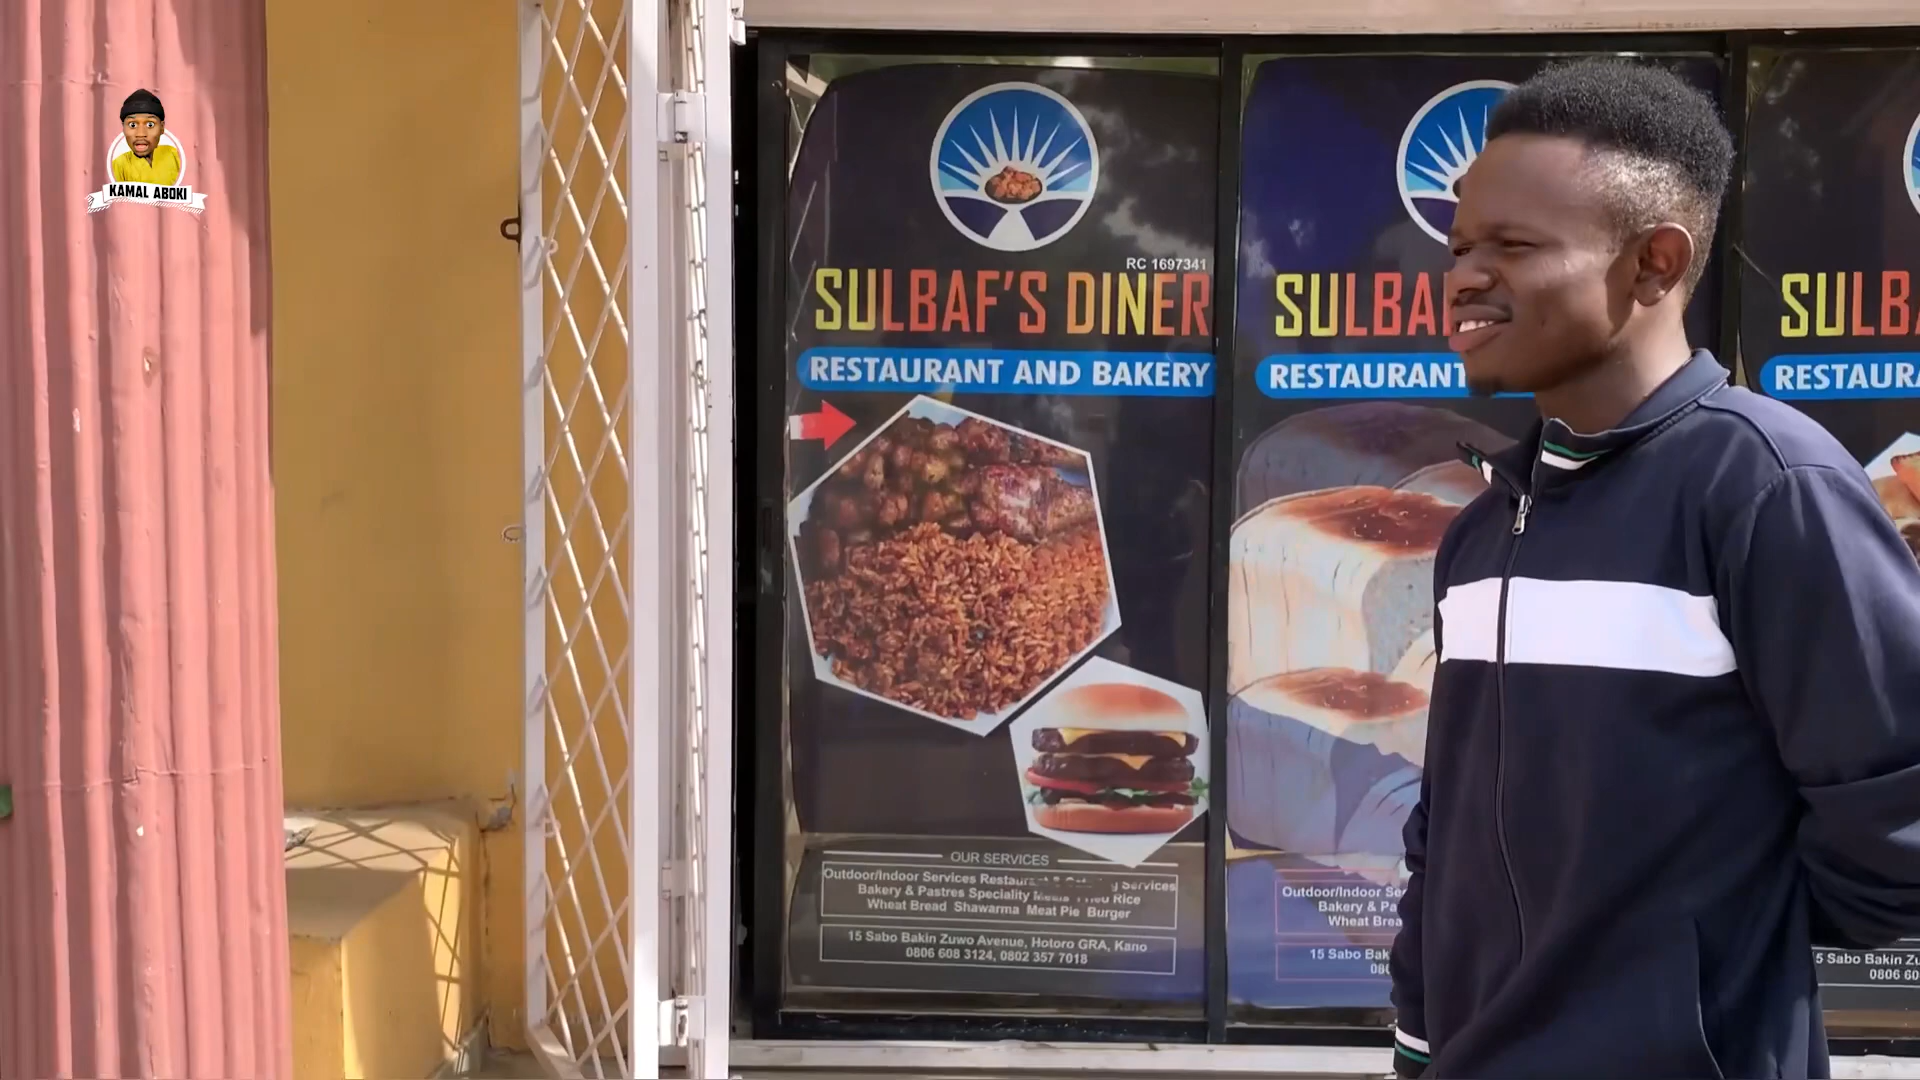 KAMAL ABOKI
RC 1697341
SULBAF'S DINER
RESTAURANT AND BAKERY
OUR SERVICES
Outdoor/Indoor Services Restaurant & Services
Bakery & Pastres Speciality Rice
Wheat Bread Shawarma Meat Pie Burger
15 Sabo Bakin Zuwo Avenue, Hotoro GRA, Kano
0806 608 3124, 0802 357 7018
SULBA
RESTAURANT
Outdoor/Indoor Se
Bakery & Pa
Wheat Brea
15 Sabo Bak
080
SULB
RESTAURA
5 Sabo Bakin Zu
0806 60